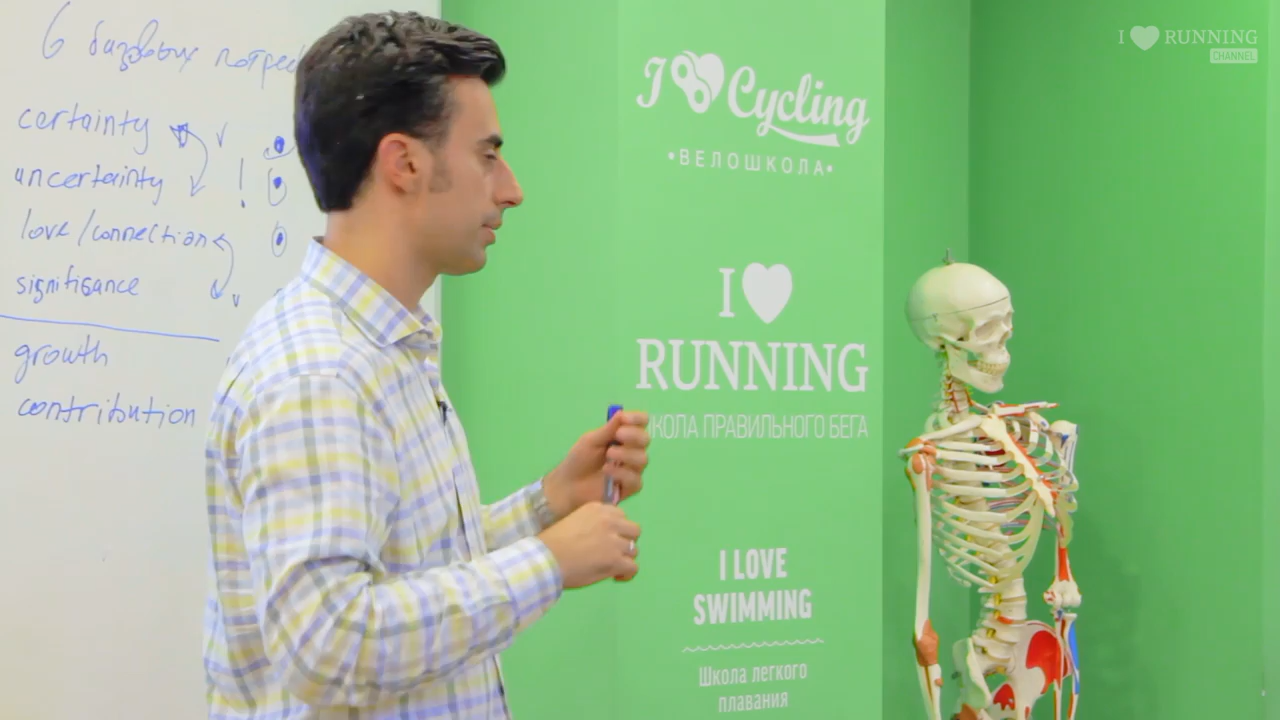 6 базовых потреб
certainty
uncertainty !
love/connection
significance
growth
contribution
I Cycling
•ВЕЛОШКОЛА•
I
RUNNING
ШКОЛА ПРАВИЛЬНОГО БЕГА
I LOVE
SWIMMING
Школа легкого
плавания
I RUNNING
CHANNEL